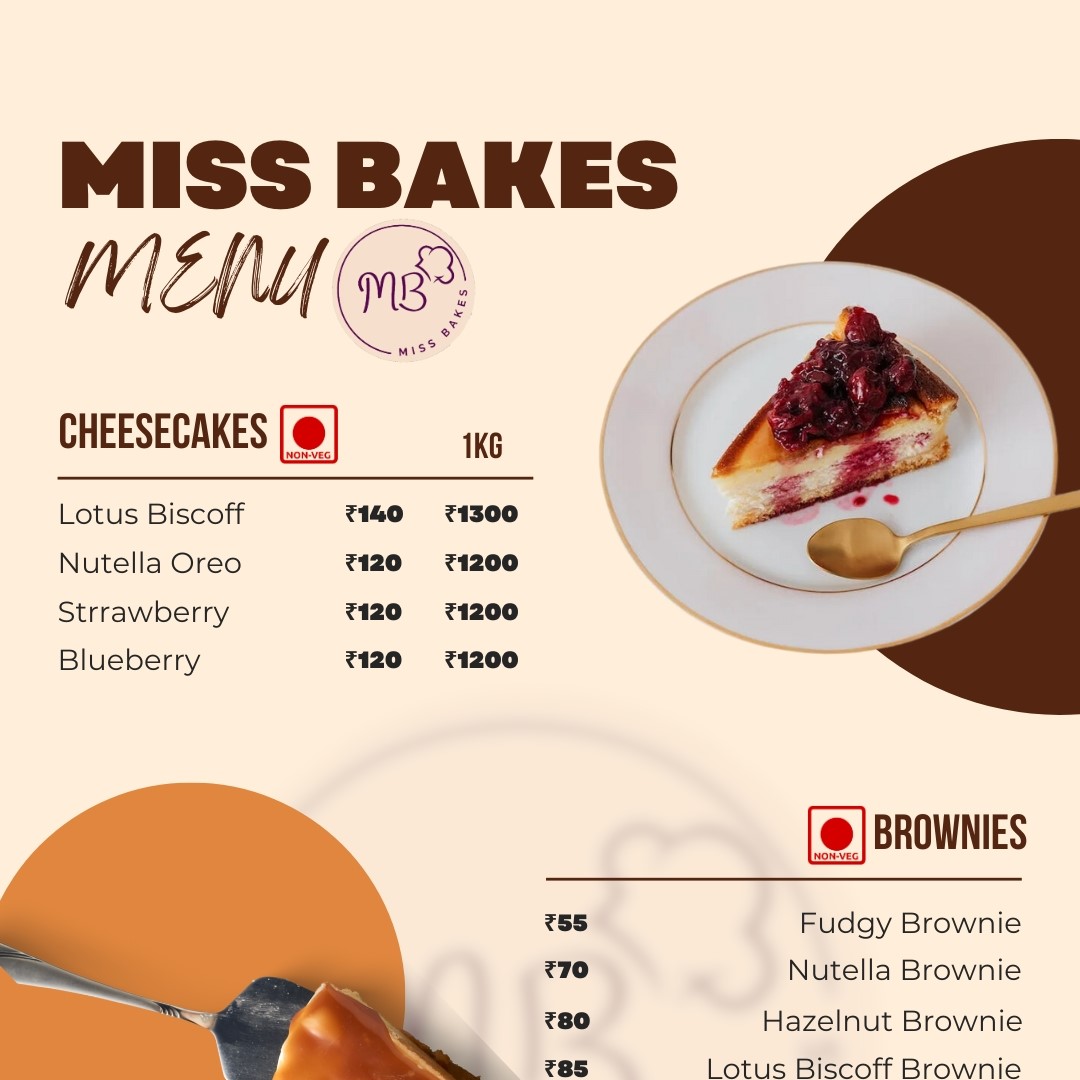 MISS BAKES
MENU
MB
MISS BAKES
CHEESECAKES
NON-VEG
1KG
Lotus Biscoff ₹140 ₹1300
Nutella Oreo ₹120 ₹1200
Strrawberry ₹120 ₹1200
Blueberry ₹120 ₹1200
NON-VEG
BROWNIES
₹55 Fudgy Brownie
₹70 Nutella Brownie
₹80 Hazelnut Brownie
₹85 Lotus Biscoff Brownie
MB